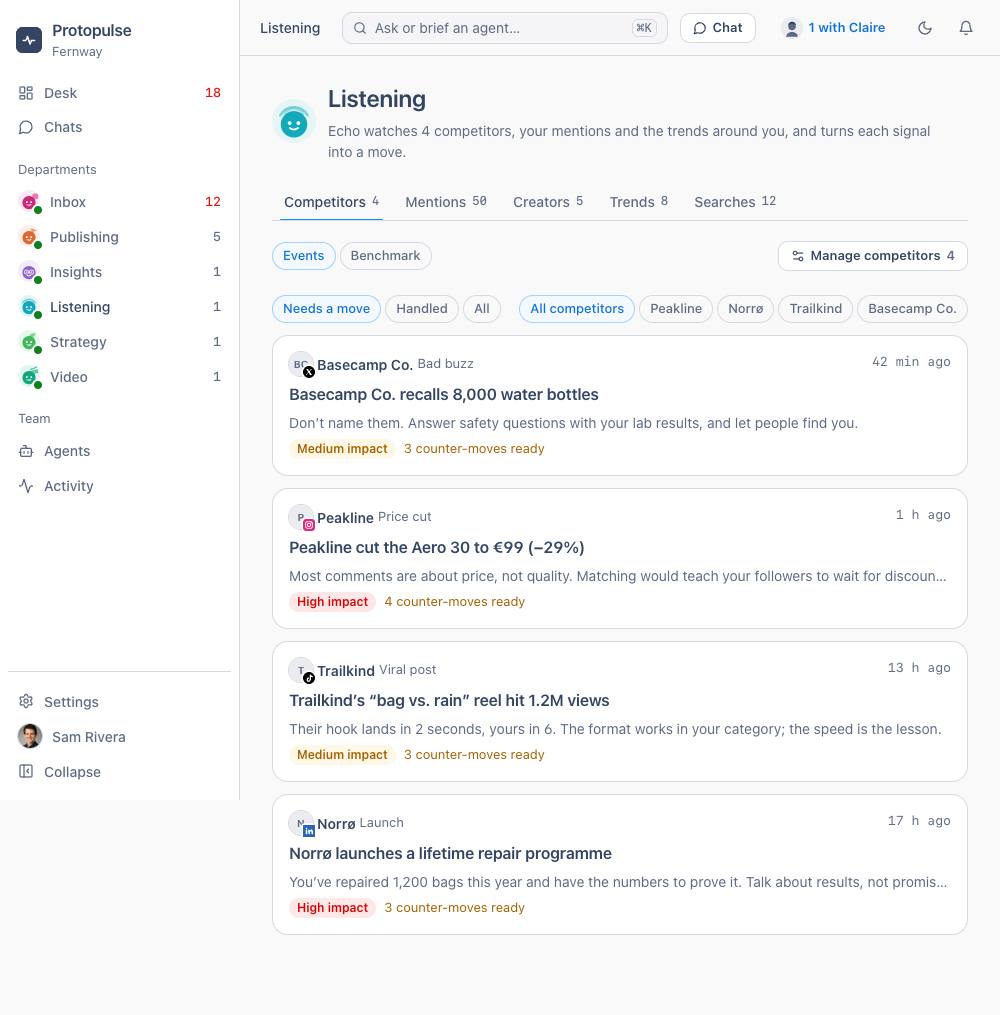 Protopulse
Fernway
Desk 18
Chats
Departments
Inbox 12
Publishing 5
Insights 1
Listening 1
Strategy 1
Video 1
Team
Agents
Activity
Settings
Sam Rivera
Collapse
Listening
Ask or brief an agent… ⌘K
Chat
1 with Claire
Listening
Echo watches 4 competitors, your mentions and the trends around you, and turns each signal
into a move.
Competitors 4 Mentions 50 Creators 5 Trends 8 Searches 12
Events Benchmark Manage competitors 4
Needs a move Handled All All competitors Peakline Norrø Trailkind Basecamp Co.
BC Basecamp Co. Bad buzz 42 min ago
Basecamp Co. recalls 8,000 water bottles
Don’t name them. Answer safety questions with your lab results, and let people find you.
Medium impact 3 counter-moves ready
P Peakline Price cut 1 h ago
Peakline cut the Aero 30 to €99 (−29%)
Most comments are about price, not quality. Matching would teach your followers to wait for discoun…
High impact 4 counter-moves ready
T Trailkind Viral post 13 h ago
Trailkind’s “bag vs. rain” reel hit 1.2M views
Their hook lands in 2 seconds, yours in 6. The format works in your category; the speed is the lesson.
Medium impact 3 counter-moves ready
N Norrø Launch 17 h ago
Norrø launches a lifetime repair programme
You’ve repaired 1,200 bags this year and have the numbers to prove it. Talk about results, not promis…
High impact 3 counter-moves ready